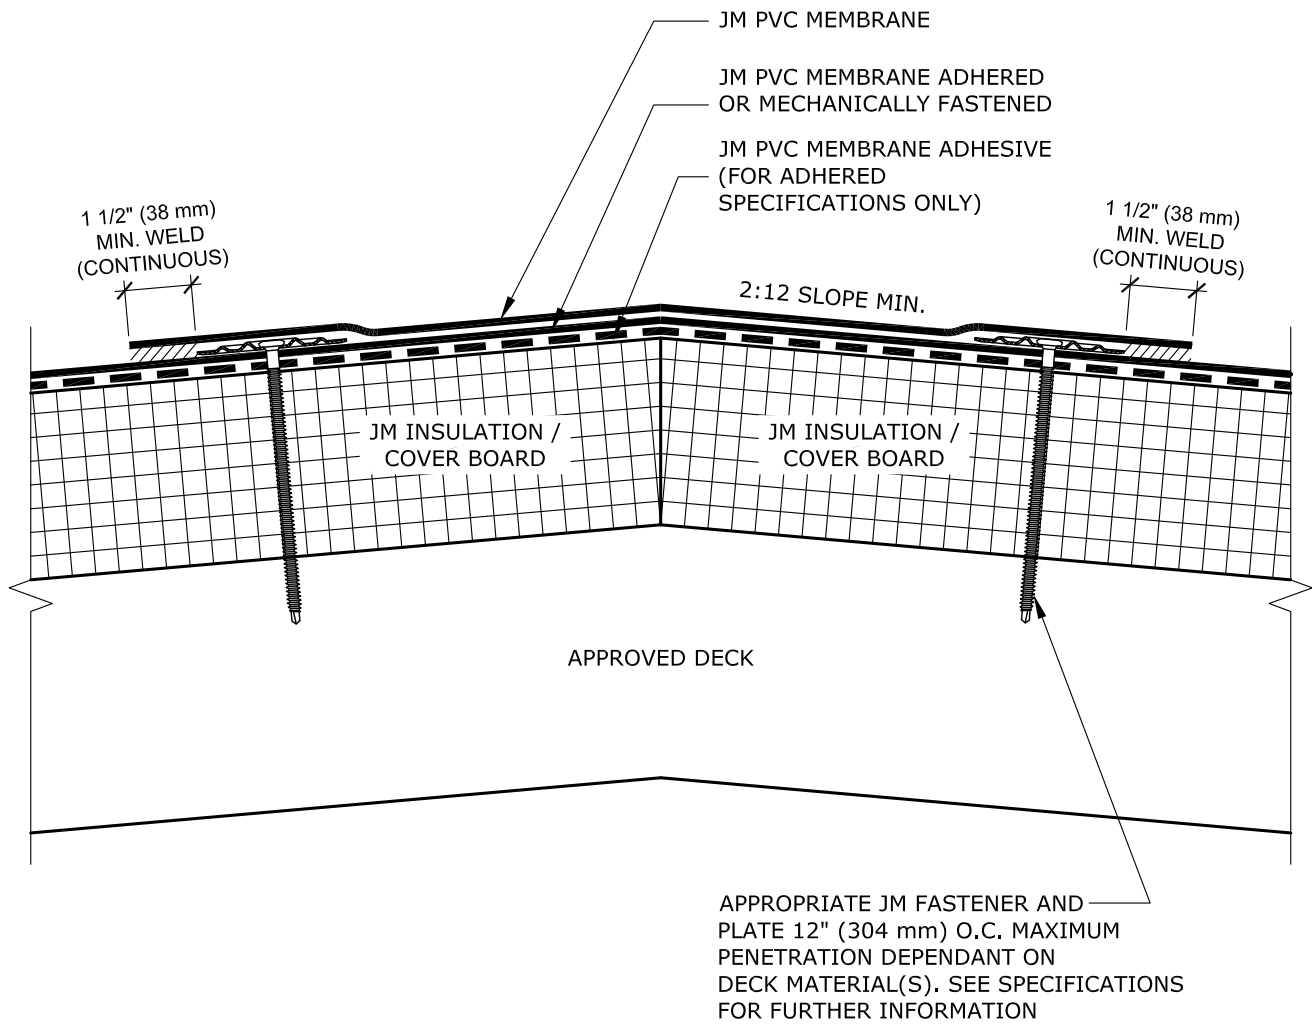 JM PVC MEMBRANE
JM PVC MEMBRANE ADHERED
OR MECHANICALLY FASTENED
JM PVC MEMBRANE ADHESIVE
(FOR ADHERED
SPECIFICATIONS ONLY)
1 1/2" (38 mm)
MIN. WELD
(CONTINUOUS)
1 1/2" (38 mm)
MIN. WELD
(CONTINUOUS)
2:12 SLOPE MIN.
JM INSULATION /
COVER BOARD
JM INSULATION /
COVER BOARD
APPROVED DECK
APPROPRIATE JM FASTENER AND
PLATE 12" (304 mm) O.C. MAXIMUM
PENETRATION DEPENDANT ON
DECK MATERIAL(S). SEE SPECIFICATIONS
FOR FURTHER INFORMATION